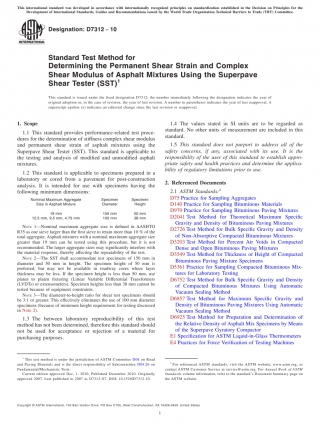 This international standard was developed in accordance with internationally recognized principles on standardization established in the Decision on Principles for the
Development of International Standards, Guides and Recommendations issued by the World Trade Organization Technical Barriers to Trade (TBT) Committee.
Designation: D7312 − 10
Standard Test Method for
Determining the Permanent Shear Strain and Complex
Shear Modulus of Asphalt Mixtures Using the Superpave
Shear Tester (SST)1
This standard is issued under the fixed designation D7312; the number immediately following the designation indicates the year of
original adoption or, in the case of revision, the year of last revision. A number in parentheses indicates the year of last reapproval. A
superscript epsilon (ε) indicates an editorial change since the last revision or reapproval.
1. Scope
1.1 This standard provides performance-related proce-
dures for the determination of stiffness complex shear modulus
and permanent shear strain of asphalt mixtures using the
Superpave Shear Tester (SST). This standard is applicable to
the testing and analysis of modified and unmodified asphalt
mixtures.
1.2 This standard is applicable to specimens prepared in a
laboratory or cored from a pavement for post-construction
analysis. It is intended for use with specimens having the
following minimum dimensions:
Nominal Maximum Aggregate Specimen Specimen
Size in Asphalt Mixture Diameter Height
19 mm 150 mm 50 mm
12.5 mm, 9.5 mm, 4.75 mm 150 mm 38 mm
NOTE 1—Nominal maximum aggregate size is defined in AASHTO
R35 as one sieve larger than the first sieve to retain more than 10 % of the
total aggregate. Asphalt mixtures with a nominal maximum aggregate size
greater than 19 mm can be tested using this procedure, but it is not
recommended. The larger aggregate sizes may significantly interfere with
the material response, thereby affecting the repeatability of the test.
NOTE 2—The SST shall accommodate test specimens of 150 mm in
diameter and 50 mm in height. A minimum height of 50 mm is
preferred, but may not be available in roadway cores where layer
thickness may be less. If the specimen height is less than 50 mm, use
platens to platen mounting [Linear Variable Differential Transformers
(LVDTs) or extensometers]. Specimen heights less than 38 mm cannot be
tested because of equipment constraints.
NOTE 3—The diameter-to-height ratio for shear test specimens should
be 3:1 or greater. This effectively eliminates the use of 100 mm diameter
specimens (because of minimum height requirement for testing discussed
in Note 2).
1.3 The between laboratory reproducibility of this test
method has not been determined, therefore this standard should
not be used for acceptance or rejection of a material for
purchasing purposes.
1 This test method is under the jurisdiction of ASTM Committee D04 on Road
and Paving Materials and is the direct responsibility of Subcommittee D04.26 on
Fundamental/Mechanistic Tests.
Current edition approved Dec. 1, 2010. Published December 2010. Originally
approved 2007. Last previous edition approved in 2007 as D7312–07. DOI: 10.1520/D7312-10.
1.4 The values stated in SI units are to be regarded as
standard. No other units of measurement are included in this
standard.
1.5 This standard does not purport to address all of the
safety concerns, if any, associated with its use. It is the
responsibility of the user of this standard to establish appro-
priate safety and health practices and determine the applica-
bility of regulatory limitations prior to use.
2. Referenced Documents
2.1 ASTM Standards:2
D75 Practice for Sampling Aggregates
D140 Practice for Sampling Bituminous Materials
D979 Practice for Sampling Bituminous Paving Mixtures
D2041 Test Method for Theoretical Maximum Specific
Gravity and Density of Bituminous Paving Mixtures
D2726 Test Method for Bulk Specific Gravity and Density
of Non-Absorptive Compacted Bituminous Mixtures
D3203 Test Method for Percent Air Voids in Compacted
Dense and Open Bituminous Paving Mixtures
D3549 Test Method for Thickness or Height of Compacted
Bituminous Paving Mixture Specimens
D5361 Practice for Sampling Compacted Bituminous Mix-
tures for Laboratory Testing
D6752 Test Method for Bulk Specific Gravity and Density
of Compacted Bituminous Mixtures Using Automatic
Vacuum Sealing Method
D6857 Test Method for Maximum Specific Gravity and
Density of Bituminous Paving Mixtures Using Automatic
Vacuum Sealing Method
D6925 Test Method for Preparation and Determination of
the Relative Density of Asphalt Mix Specimens by Means
of the Superpave Gyratory Compactor
E1 Specification for ASTM Liquid-in-Glass Thermometers
E4 Practices for Force Verification of Testing Machines
2 For referenced ASTM standards, visit the ASTM website, www.astm.org, or
contact ASTM Customer Service at service@astm.org. For Annual Book of ASTM
Standards volume information, refer to the standard's Document Summary page on
the ASTM website.
Copyright © ASTM International, 100 Barr Harbor Drive, PO Box C700, West Conshohocken, PA 19428-2959. United States
1